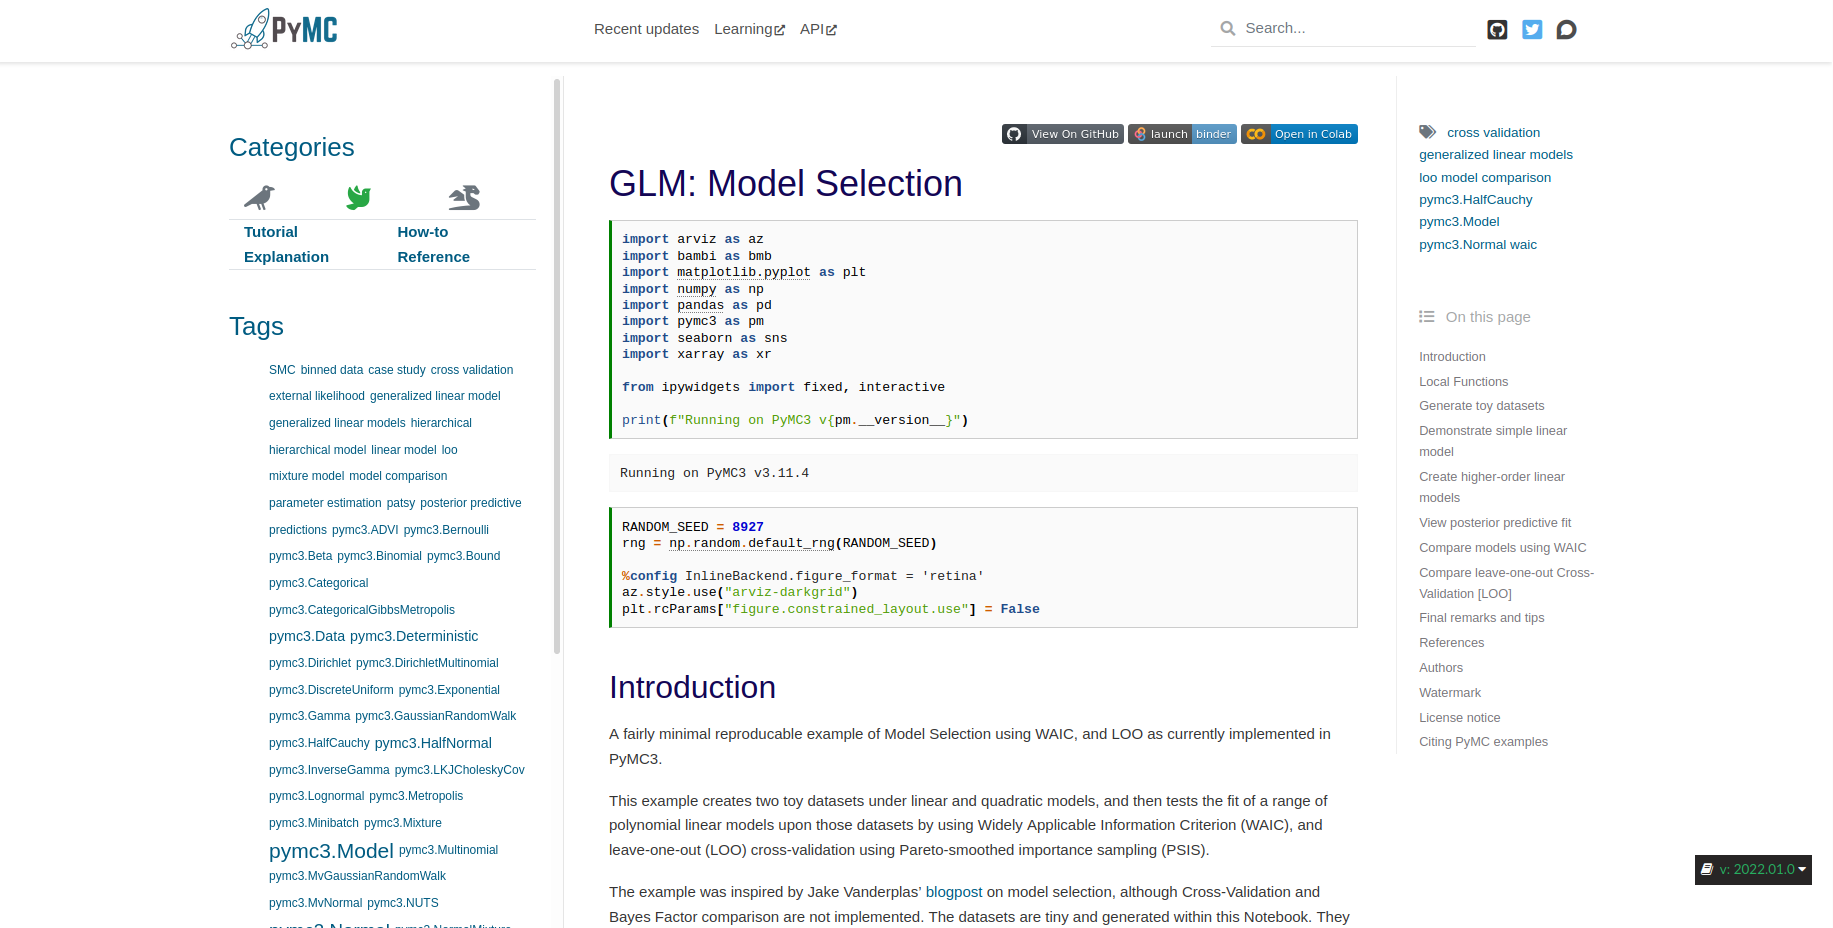 PyMC
Recent updates Learning API
Search...
Categories
Tutorial How-to
Explanation Reference
Tags
SMC binned data case study cross validation
external likelihood generalized linear model
generalized linear models hierarchical
hierarchical model linear model loo
mixture model model comparison
parameter estimation patsy posterior predictive
predictions pymc3.ADVI pymc3.Bernoulli
pymc3.Beta pymc3.Binomial pymc3.Bound
pymc3.Categorical
pymc3.CategoricalGibbsMetropolis
pymc3.Data pymc3.Deterministic
pymc3.Dirichlet pymc3.DirichletMultinomial
pymc3.DiscreteUniform pymc3.Exponential
pymc3.Gamma pymc3.GaussianRandomWalk
pymc3.HalfCauchy pymc3.HalfNormal
pymc3.InverseGamma pymc3.LKJCholeskyCov
pymc3.Lognormal pymc3.Metropolis
pymc3.Minibatch pymc3.Mixture
pymc3.Model pymc3.Multinomial
pymc3.MvGaussianRandomWalk
pymc3.MvNormal pymc3.NUTS
pymc3.Normal pymc3.NormalMixture
View On GitHub launch binder Open in Colab
GLM: Model Selection
import arviz as az
import bambi as bmb
import matplotlib.pyplot as plt
import numpy as np
import pandas as pd
import pymc3 as pm
import seaborn as sns
import xarray as xr
from ipywidgets import fixed, interactive
print(f"Running on PyMC3 v{pm.__version__}")
Running on PyMC3 v3.11.4
RANDOM_SEED = 8927
rng = np.random.default_rng(RANDOM_SEED)
%config InlineBackend.figure_format = 'retina'
az.style.use("arviz-darkgrid")
plt.rcParams["figure.constrained_layout.use"] = False
Introduction
A fairly minimal reproducable example of Model Selection using WAIC, and LOO as currently implemented in
PyMC3.
This example creates two toy datasets under linear and quadratic models, and then tests the fit of a range of
polynomial linear models upon those datasets by using Widely Applicable Information Criterion (WAIC), and
leave-one-out (LOO) cross-validation using Pareto-smoothed importance sampling (PSIS).
The example was inspired by Jake Vanderplas’ blogpost on model selection, although Cross-Validation and
Bayes Factor comparison are not implemented. The datasets are tiny and generated within this Notebook. They
cross validation
generalized linear models
loo model comparison
pymc3.HalfCauchy
pymc3.Model
pymc3.Normal waic
On this page
Introduction
Local Functions
Generate toy datasets
Demonstrate simple linear
model
Create higher-order linear
models
View posterior predictive fit
Compare models using WAIC
Compare leave-one-out Cross-
Validation [LOO]
Final remarks and tips
References
Authors
Watermark
License notice
Citing PyMC examples
v: 2022.01.0